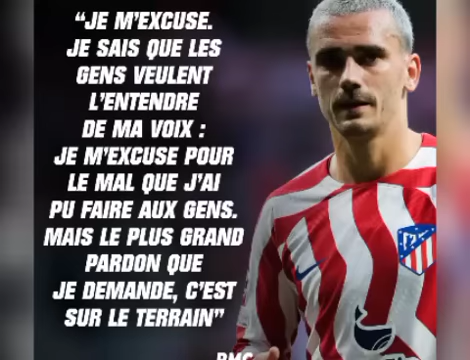 “JE M’EXCUSE.
JE SAIS QUE LES
GENS VEULENT
L’ENTENDRE
DE MA VOIX :
JE M’EXCUSE POUR
LE MAL QUE J’AI
PU FAIRE AUX GENS.
MAIS LE PLUS GRAND
PARDON QUE
JE DEMANDE, C’EST
SUR LE TERRAIN”
RMC